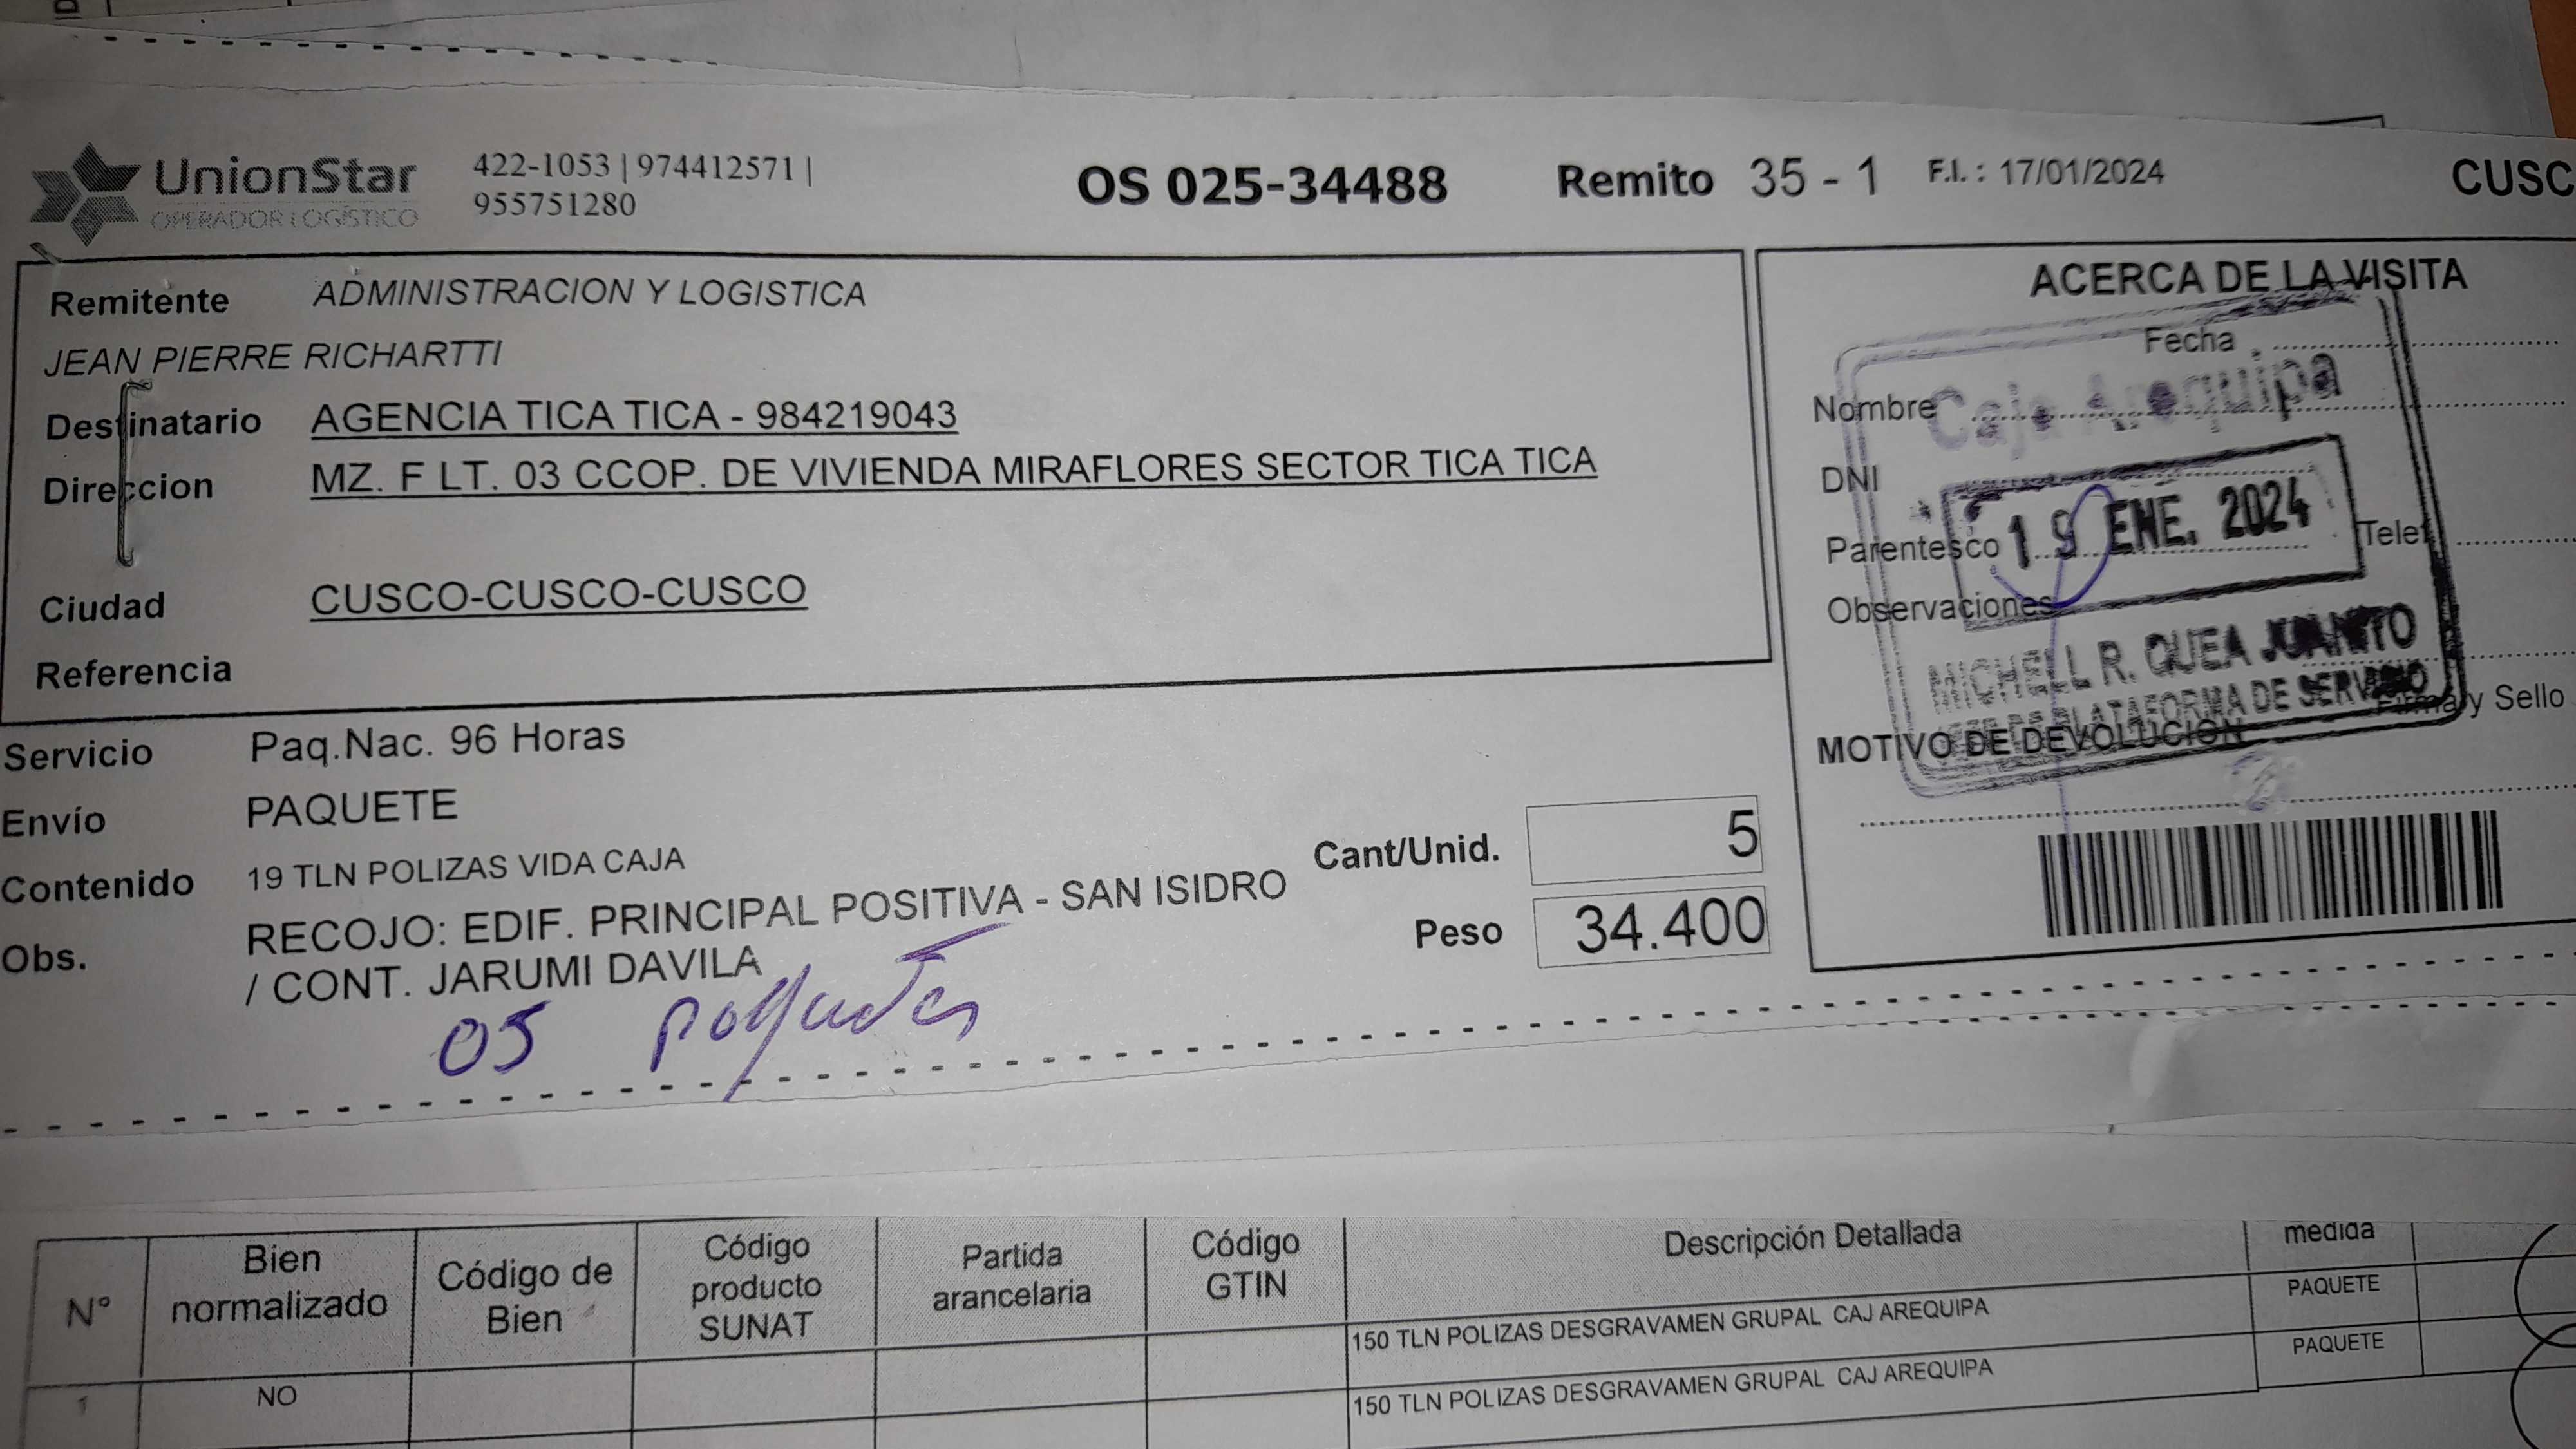 UnionStar
OPERADOR LOGÍSTICO
422-1053 | 974412571 |
955751280
OS 025-34488
Remito 35 - 1
F.I. : 17/01/2024
CUSC
Remitente ADMINISTRACION Y LOGISTICA
JEAN PIERRE RICHARTTI
Destinatario AGENCIA TICA TICA - 984219043
Direccion MZ. F LT. 03 CCOP. DE VIVIENDA MIRAFLORES SECTOR TICA TICA
Ciudad CUSCO-CUSCO-CUSCO
Referencia
ACERCA DE LA VISITA
Fecha
Nombre
DNI
Parentesco
Telef
Observaciones
Firma y Sello
MOTIVO DE DEVOLUCION
Caja Arequipa
19 ENE. 2024
MICHELL R. QUEA JUANITO
PLATAFORMA DE SERVICIO
Servicio Paq.Nac. 96 Horas
Envío PAQUETE
Contenido 19 TLN POLIZAS VIDA CAJA
Obs. RECOJO: EDIF. PRINCIPAL POSITIVA - SAN ISIDRO
/ CONT. JARUMI DAVILA
Cant/Unid. 5
Peso 34.400
05 paquetes
N° Bien normalizado Código de Bien Código producto SUNAT Partida arancelaria Código GTIN Descripción Detallada medida
150 TLN POLIZAS DESGRAVAMEN GRUPAL CAJ AREQUIPA PAQUETE
1 NO 150 TLN POLIZAS DESGRAVAMEN GRUPAL CAJ AREQUIPA PAQUETE